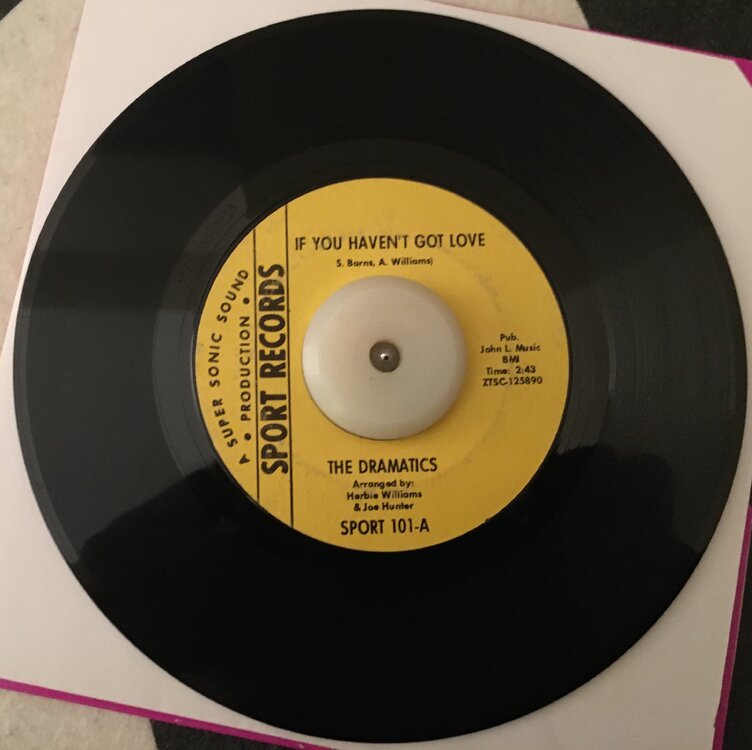 IF YOU HAVEN'T GOT LOVE
S. Barns, A. Williams)
A SUPER SONIC SOUND
• PRODUCTION •
SPORT RECORDS
Pub.
John L. Music
BMI
Time: 2:43
ZTSC-125890
THE DRAMATICS
Arranged by:
Herbie Williams
& Joe Hunter
SPORT 101-A